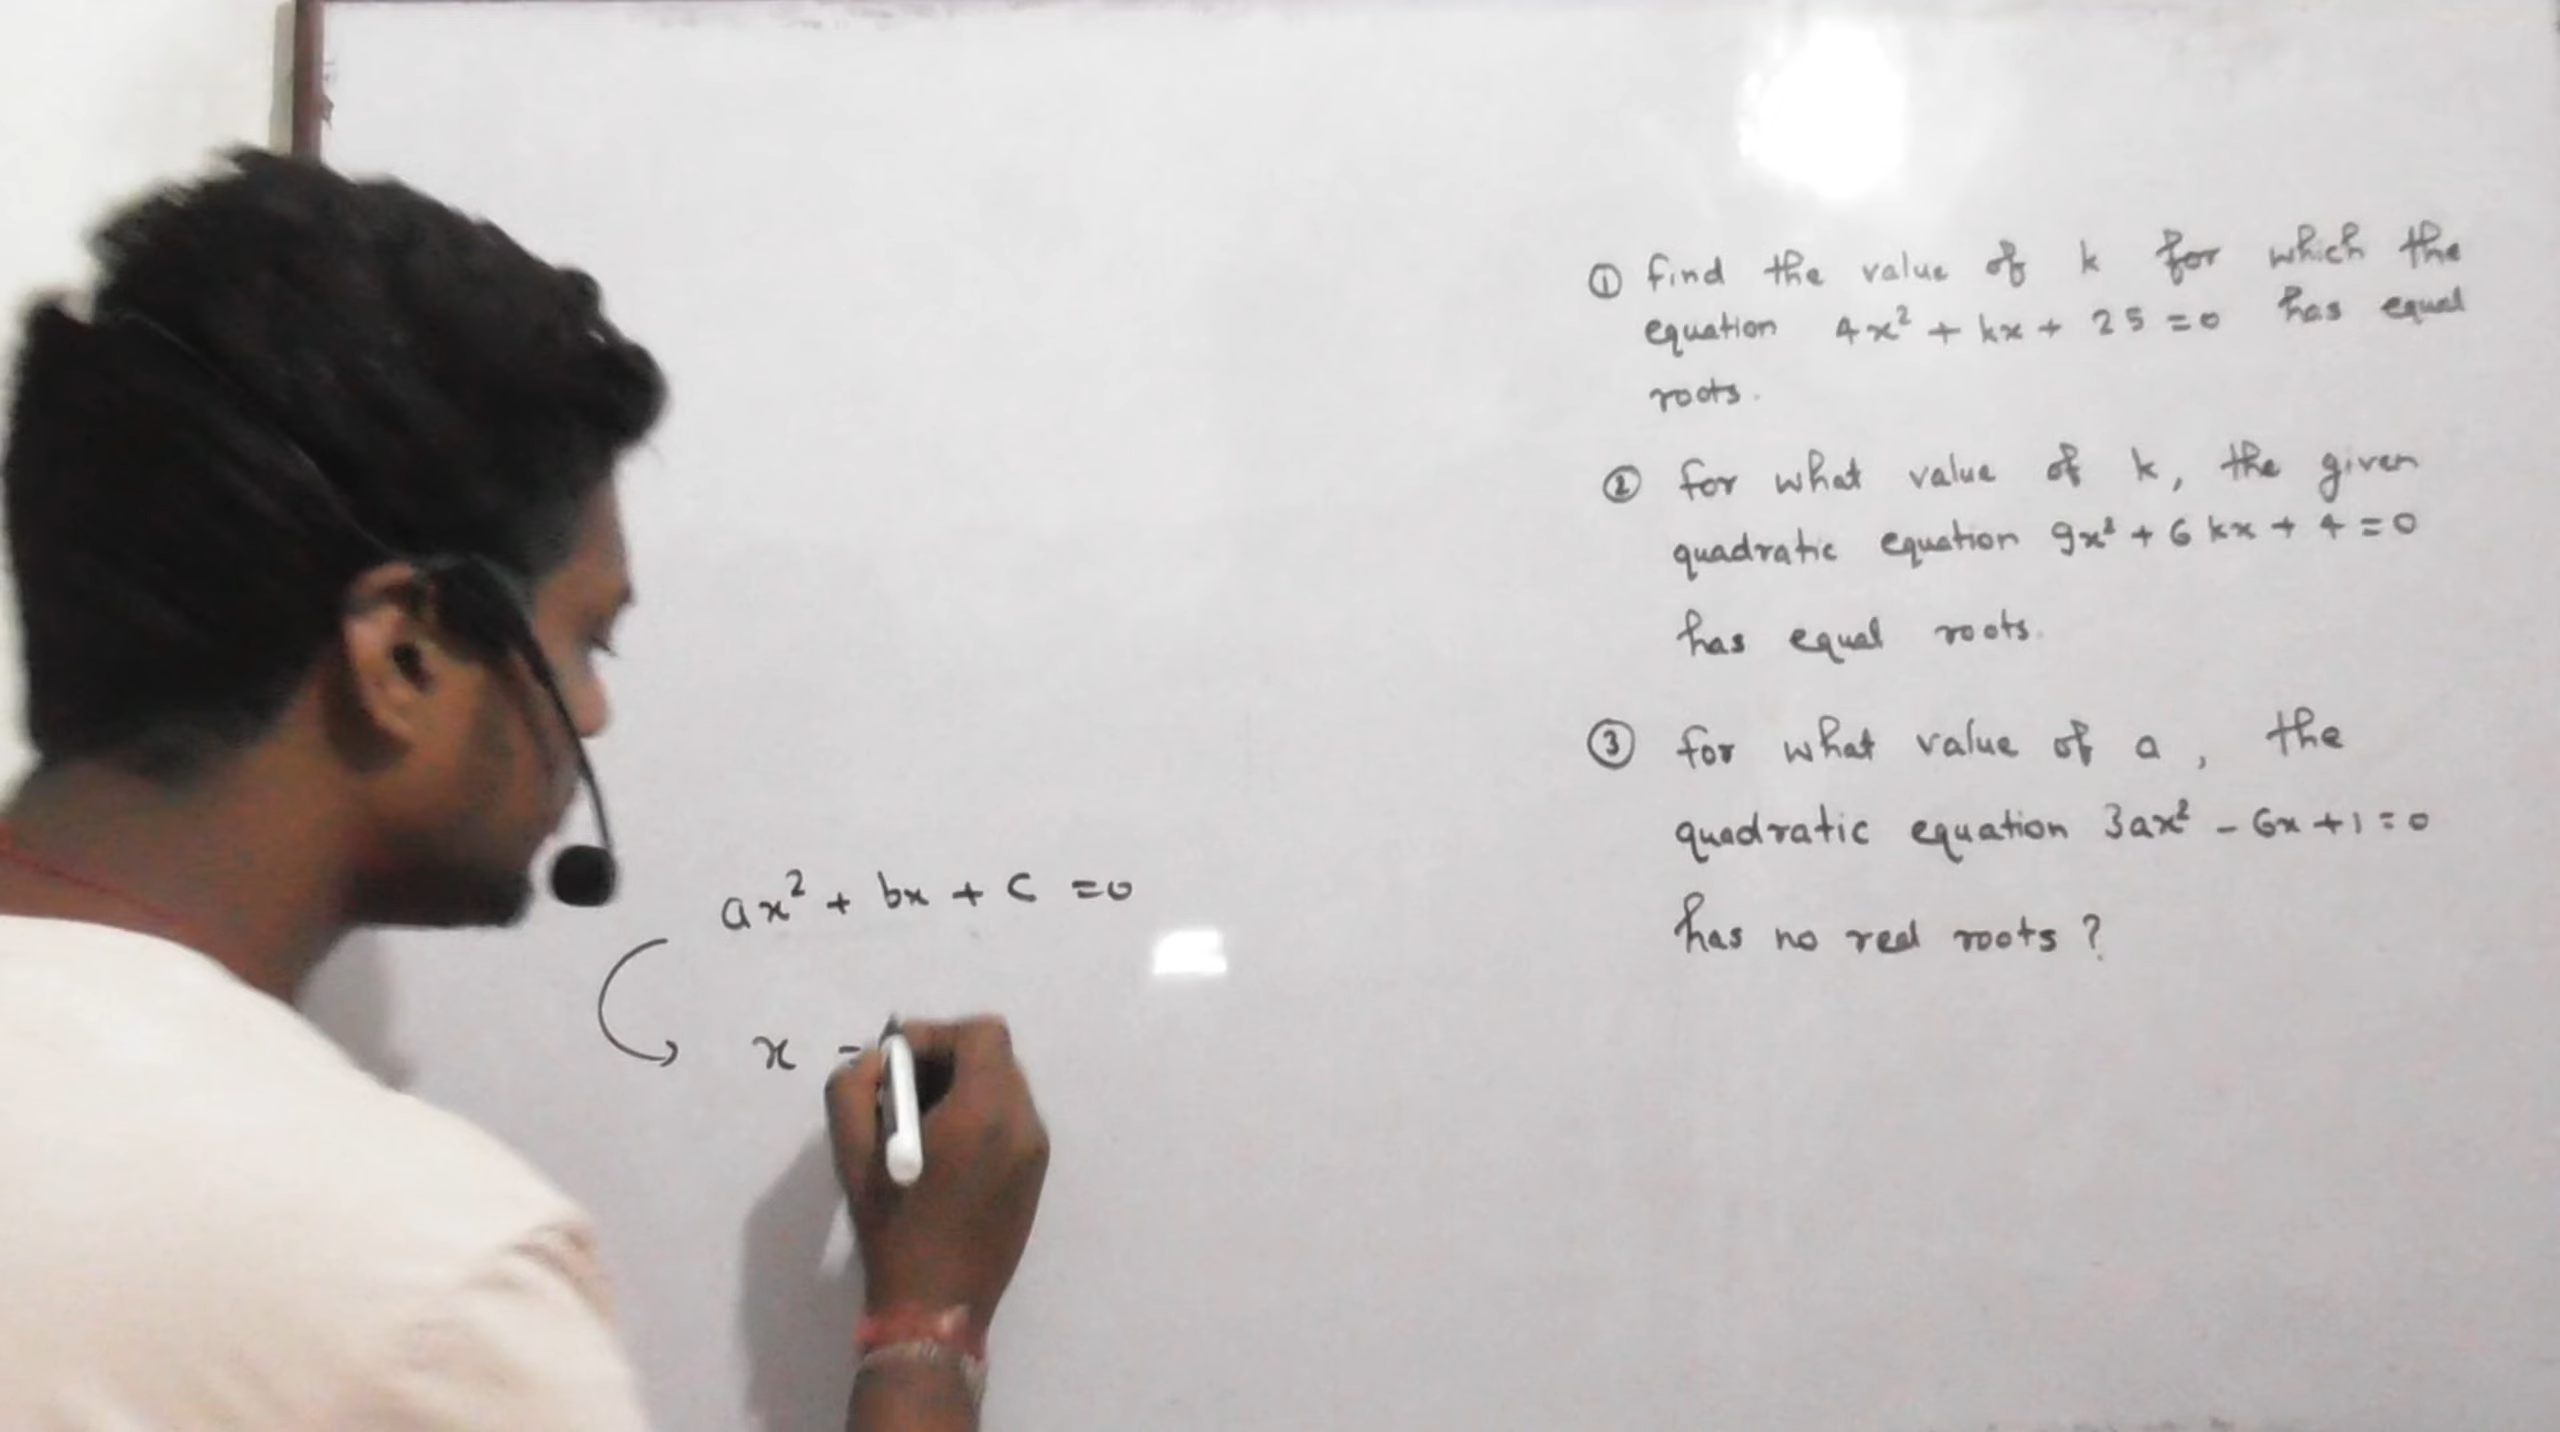 ① find the value of k for which the
equation 4x² + kx + 25 = 0 has equal
roots.
② for what value of k, the given
quadratic equation 9x² + 6kx + 4 = 0
has equal roots.
③ for what value of a, the
quadratic equation 3ax² - 6x + 1 = 0
has no real roots?
ax² + bx + c = 0
x =